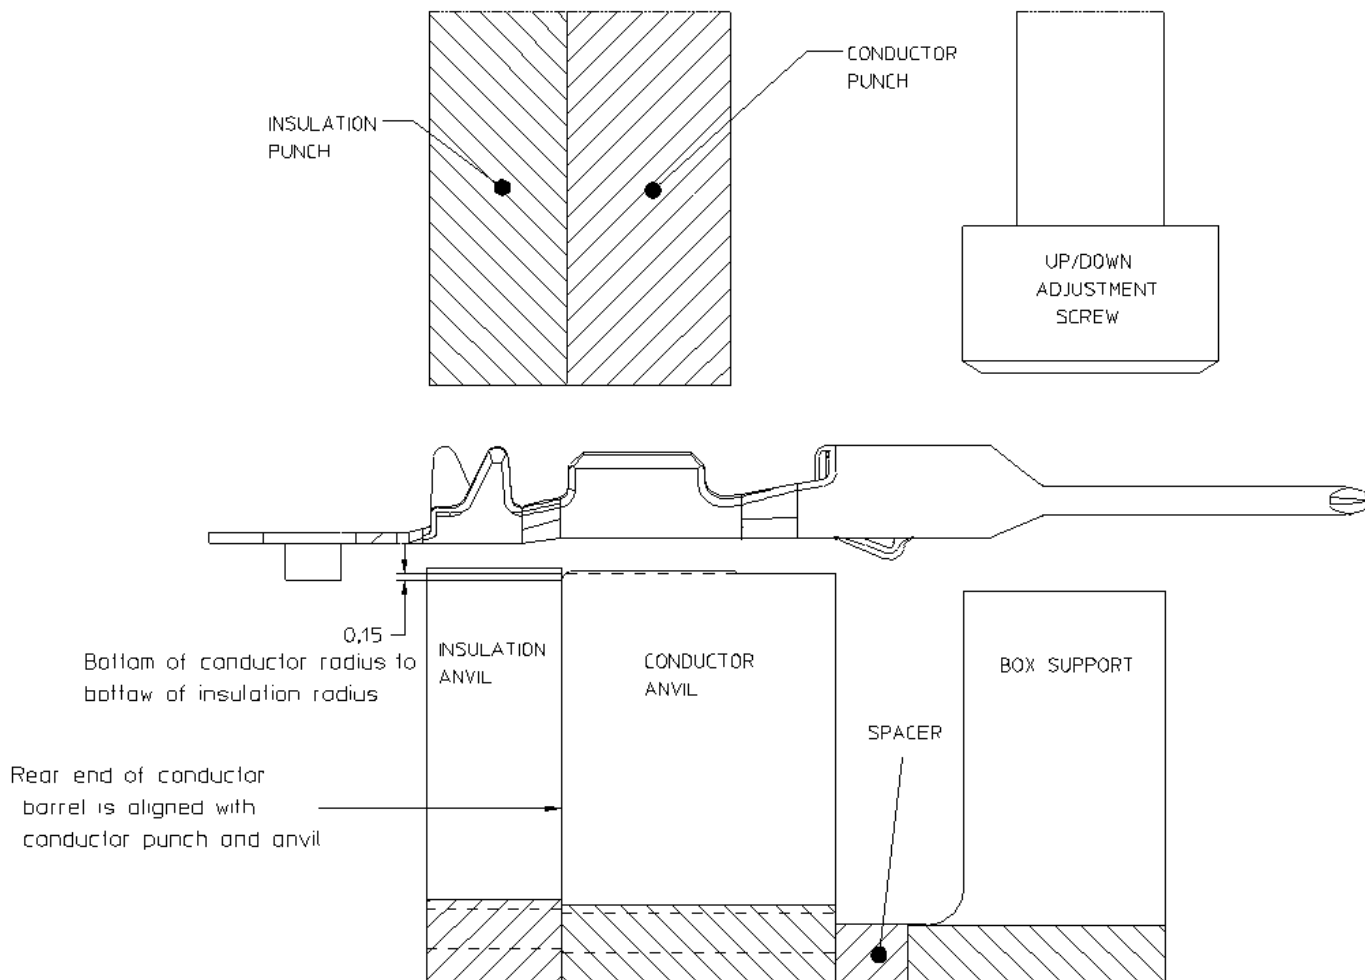 CONDUCTOR
PUNCH
INSULATION
PUNCH
UP/DOWN
ADJUSTMENT
SCREW
0,15
Bottom of conductor radius to
bottow of insulation radius
INSULATION
ANVIL
CONDUCTOR
ANVIL
BOX SUPPORT
SPACER
Rear end of conductor
barrel is aligned with
conductor punch and anvil